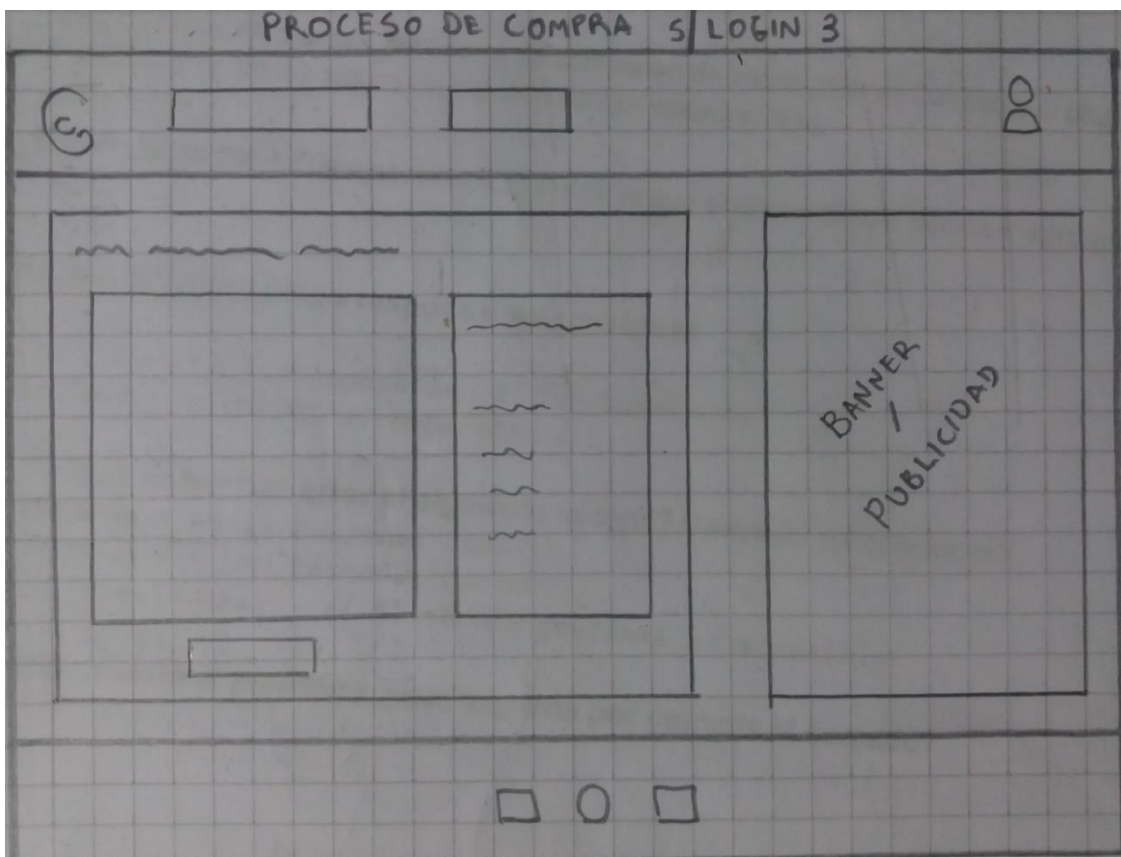 PROCESO DE COMPRA S/LOGIN 3
BANNER
/
PUBLICIDAD